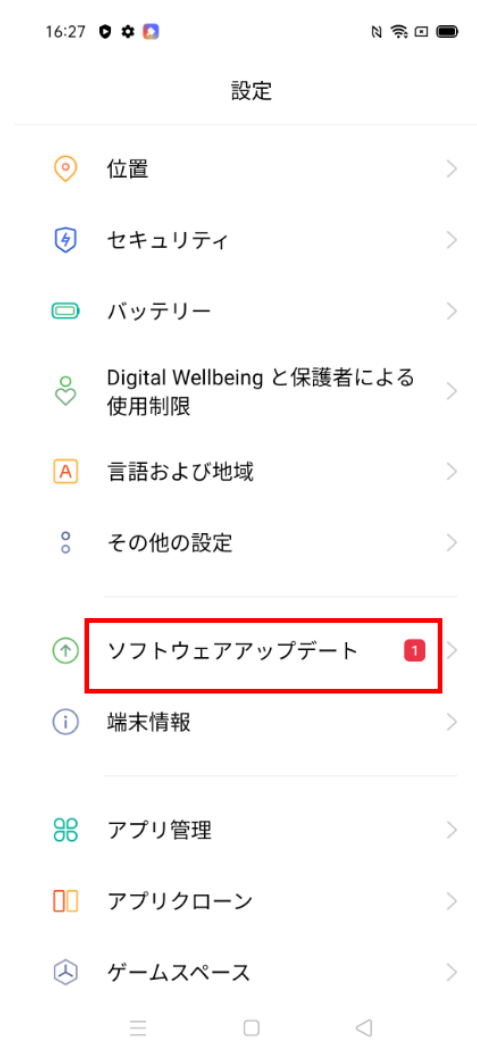 16:27
設定
位置
セキュリティ
バッテリー
Digital Wellbeing と保護者による
使用制限
言語および地域
その他の設定
ソフトウェアアップデート 1
端末情報
アプリ管理
アプリクローン
ゲームスペース